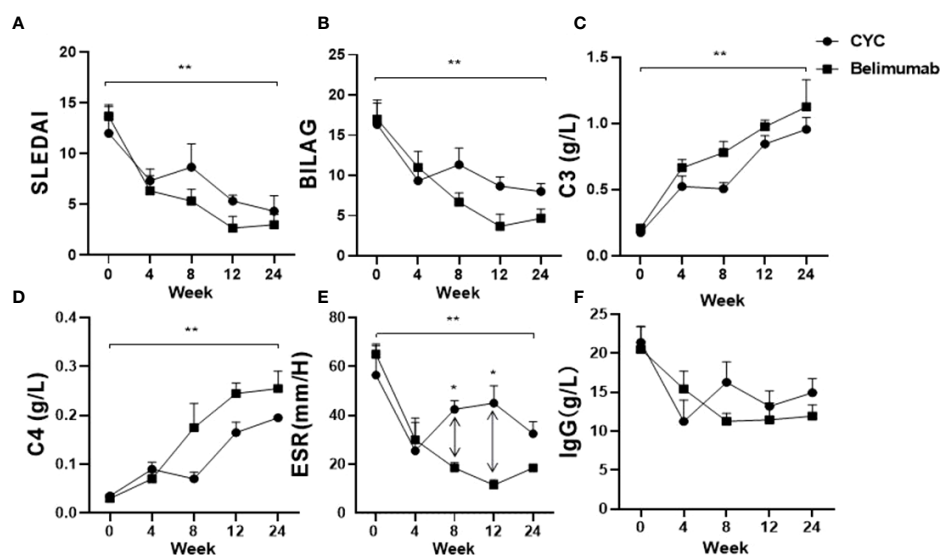 A
B
C
CYC
Belimumab
SLEDAI
20
15
10
5
0
**
0 4 8 12 24
Week
BILAG
25
20
15
10
5
0
**
0 4 8 12 24
Week
C3 (g/L)
1.5
1.0
0.5
0.0
**
0 4 8 12 24
Week
D
E
F
C4 (g/L)
0.4
0.3
0.2
0.1
0.0
**
0 4 8 12 24
Week
ESR(mm/H)
80
60
40
20
0
**
*
*
0 4 8 12 24
Week
IgG(g/L)
25
20
15
10
5
0
0 4 8 12 24
Week